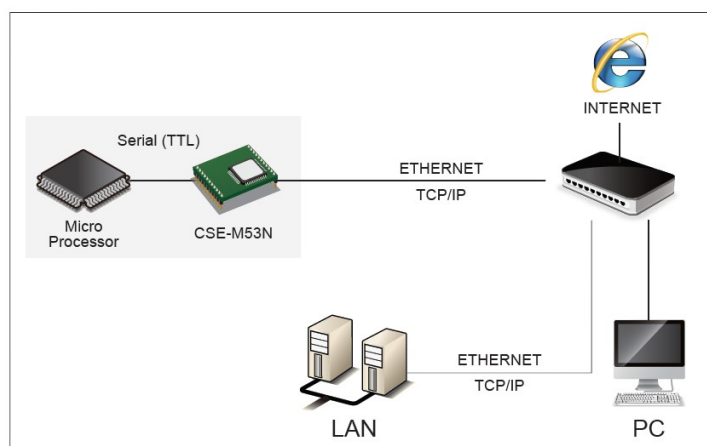 INTERNET
Serial (TTL)
ETHERNET
TCP/IP
Micro
Processor
CSE-M53N
ETHERNET
TCP/IP
LAN
PC